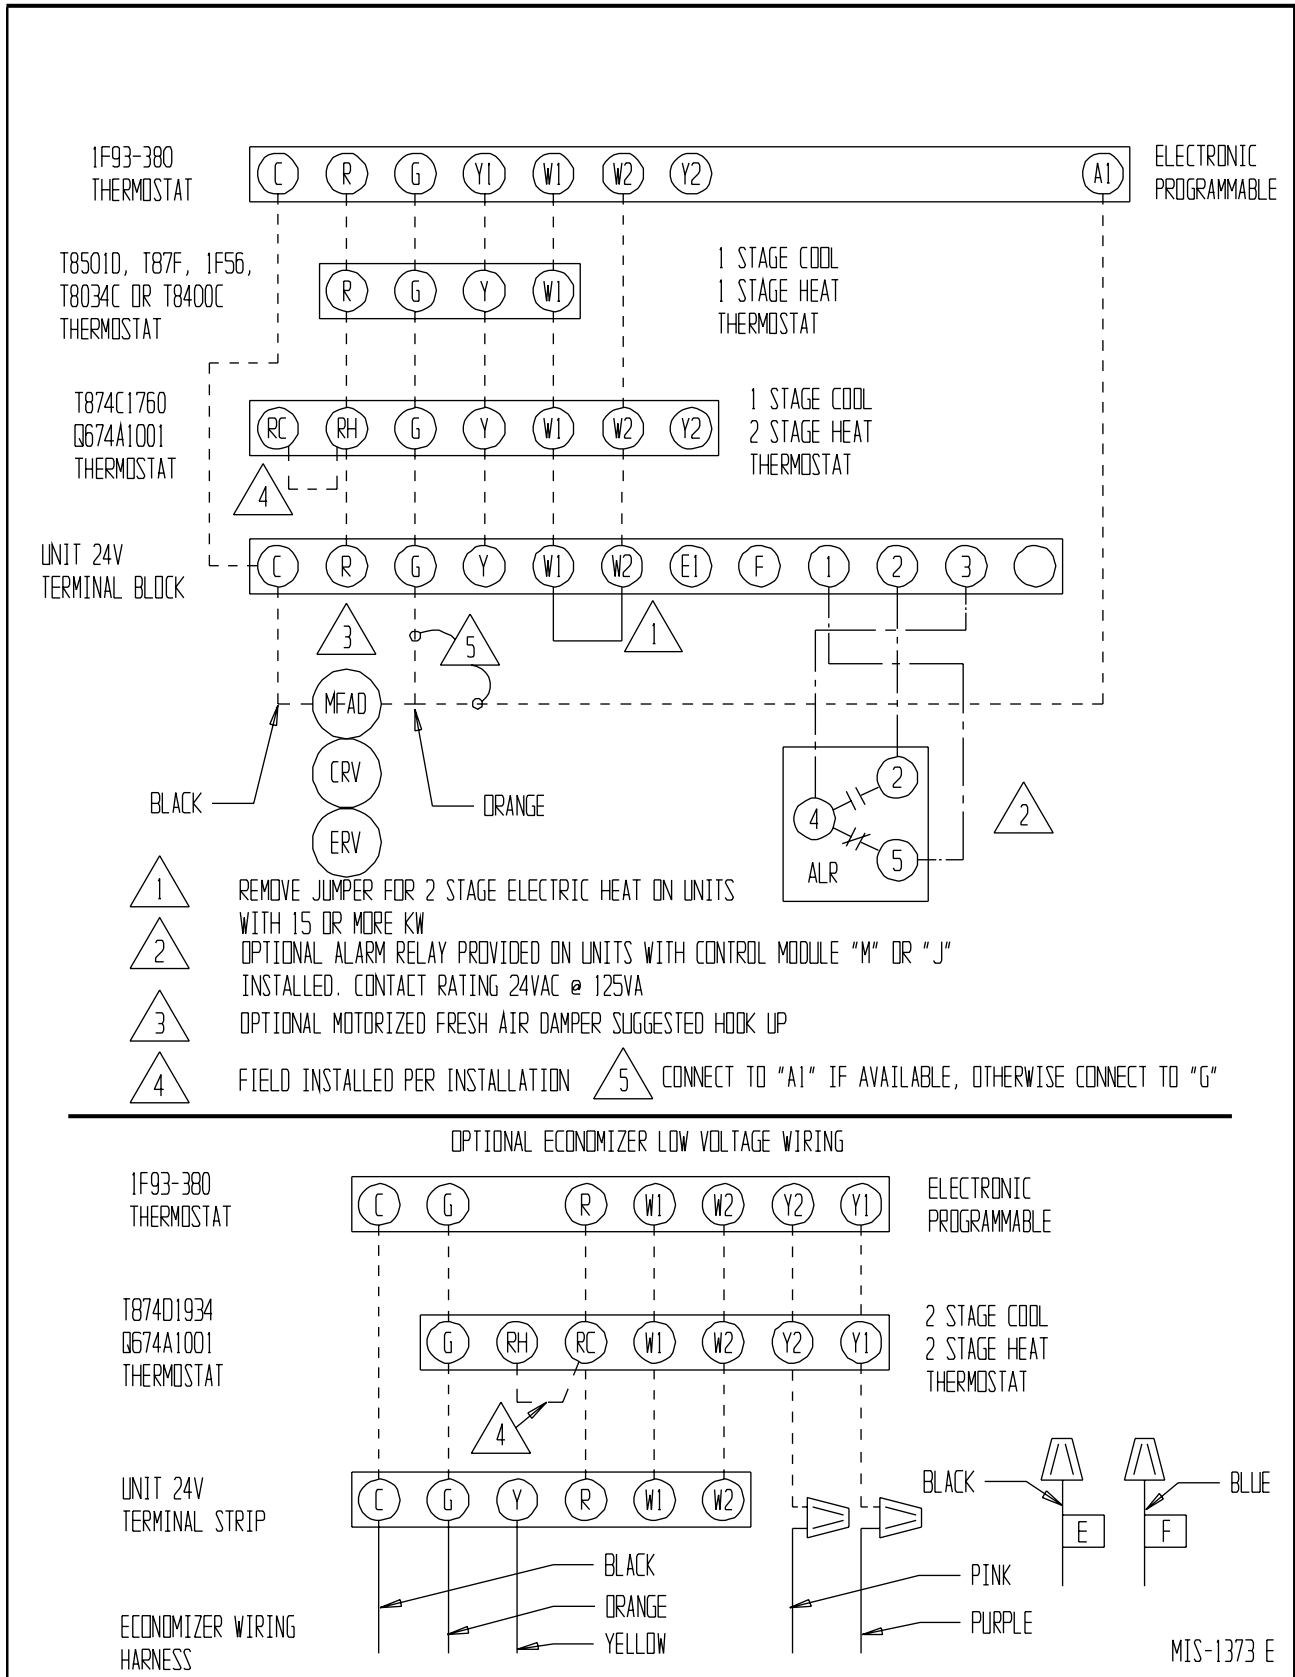 1F93-380
THERMOSTAT
C R G Y1 W1 W2 Y2 A1
ELECTRONIC
PROGRAMMABLE
T8501D, T87F, 1F56,
T8034C OR T8400C
THERMOSTAT
R G Y W1
1 STAGE COOL
1 STAGE HEAT
THERMOSTAT
T874C1760
Q674A1001
THERMOSTAT
RC RH G Y W1 W2 Y2
1 STAGE COOL
2 STAGE HEAT
THERMOSTAT
4
UNIT 24V
TERMINAL BLOCK
C R G Y W1 W2 E1 F 1 2 3
3
5
1
MFAD
CRV
ERV
BLACK
ORANGE
2
4
5
ALR
2
1
REMOVE JUMPER FOR 2 STAGE ELECTRIC HEAT ON UNITS
WITH 15 OR MORE KW
2
OPTIONAL ALARM RELAY PROVIDED ON UNITS WITH CONTROL MODULE "M" OR "J"
INSTALLED. CONTACT RATING 24VAC @ 125VA
3
OPTIONAL MOTORIZED FRESH AIR DAMPER SUGGESTED HOOK UP
4
FIELD INSTALLED PER INSTALLATION
5
CONNECT TO "A1" IF AVAILABLE, OTHERWISE CONNECT TO "G"
OPTIONAL ECONOMIZER LOW VOLTAGE WIRING
1F93-380
THERMOSTAT
C G R W1 W2 Y2 Y1
ELECTRONIC
PROGRAMMABLE
T874D1934
Q674A1001
THERMOSTAT
G RH RC W1 W2 Y2 Y1
2 STAGE COOL
2 STAGE HEAT
THERMOSTAT
4
UNIT 24V
TERMINAL STRIP
C G Y R W1 W2
BLACK
E
F
BLUE
BLACK
ORANGE
YELLOW
PINK
PURPLE
ECONOMIZER WIRING
HARNESS
MIS-1373 E